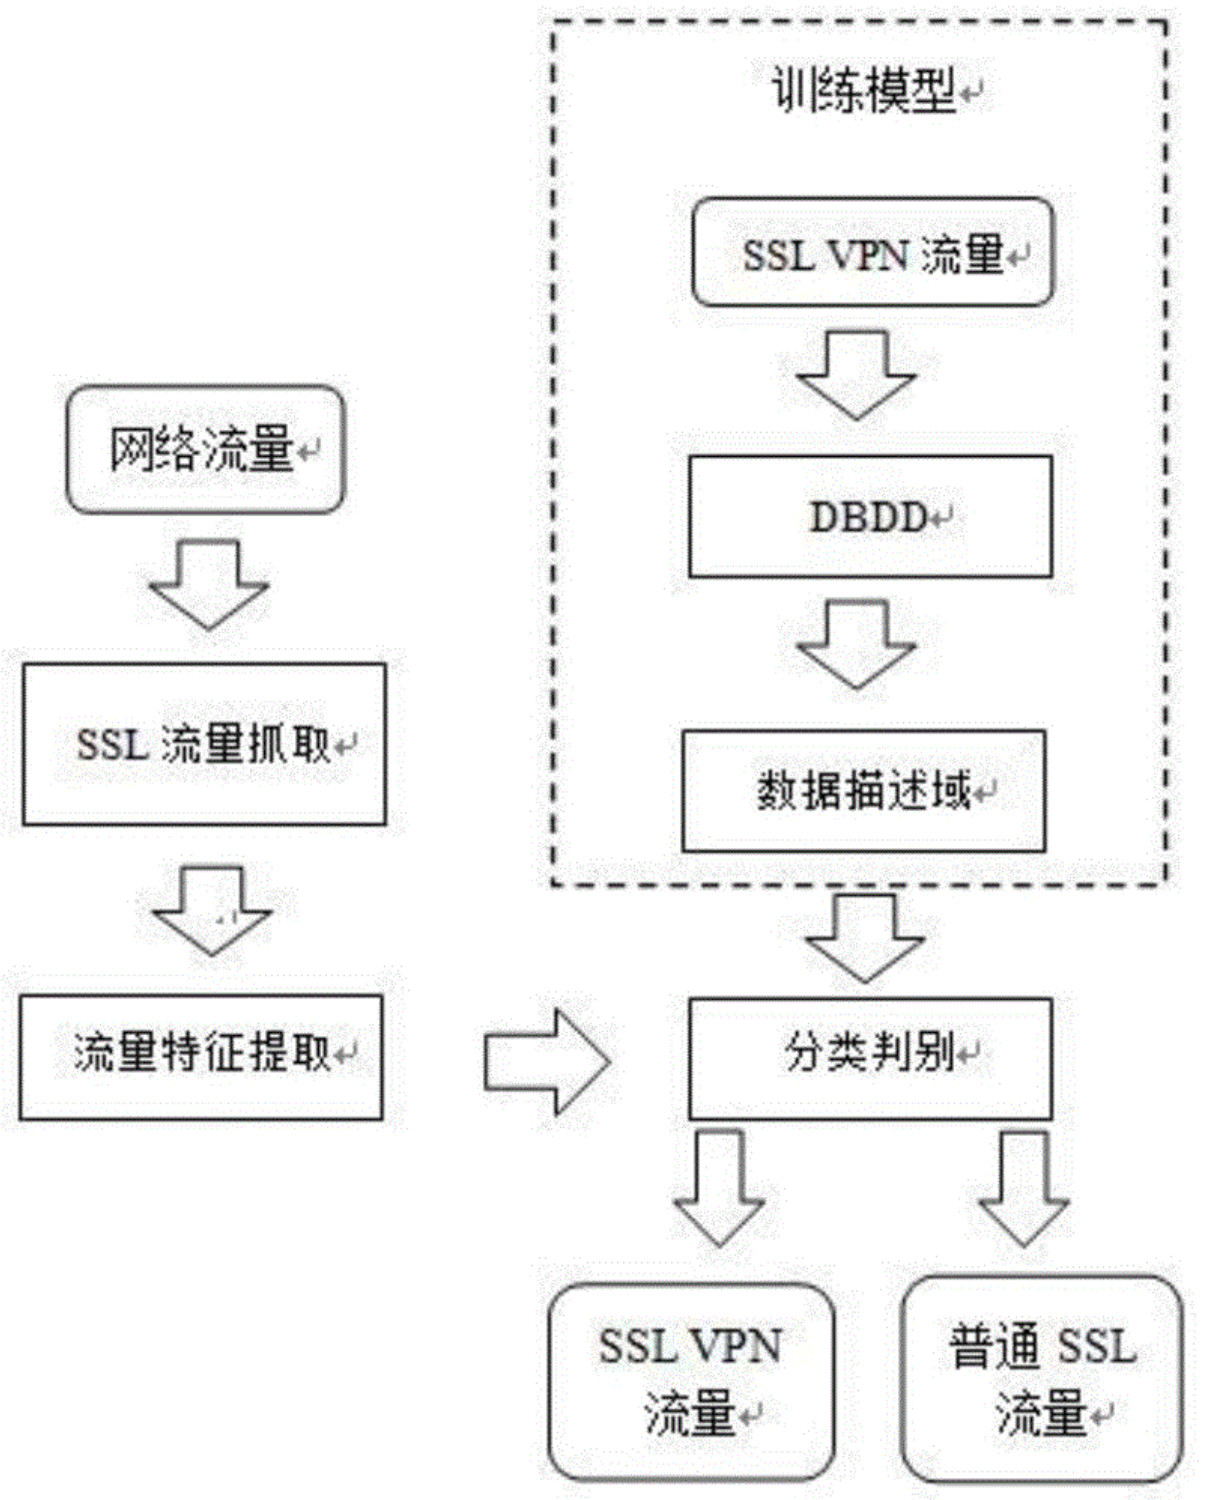 训练模型
SSL VPN 流量
DBDD
数据描述域
网络流量
SSL 流量抓取
流量特征提取
分类判别
SSL VPN
流量
普通 SSL
流量